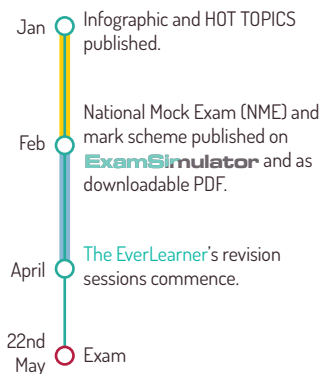 Jan
Infographic and HOT TOPICS
published.
National Mock Exam (NME) and
Feb
mark scheme published on
ExamSimulator and as
downloadable PDF.
April
The EverLearner's revision
sessions commence.
22nd
May
Exam